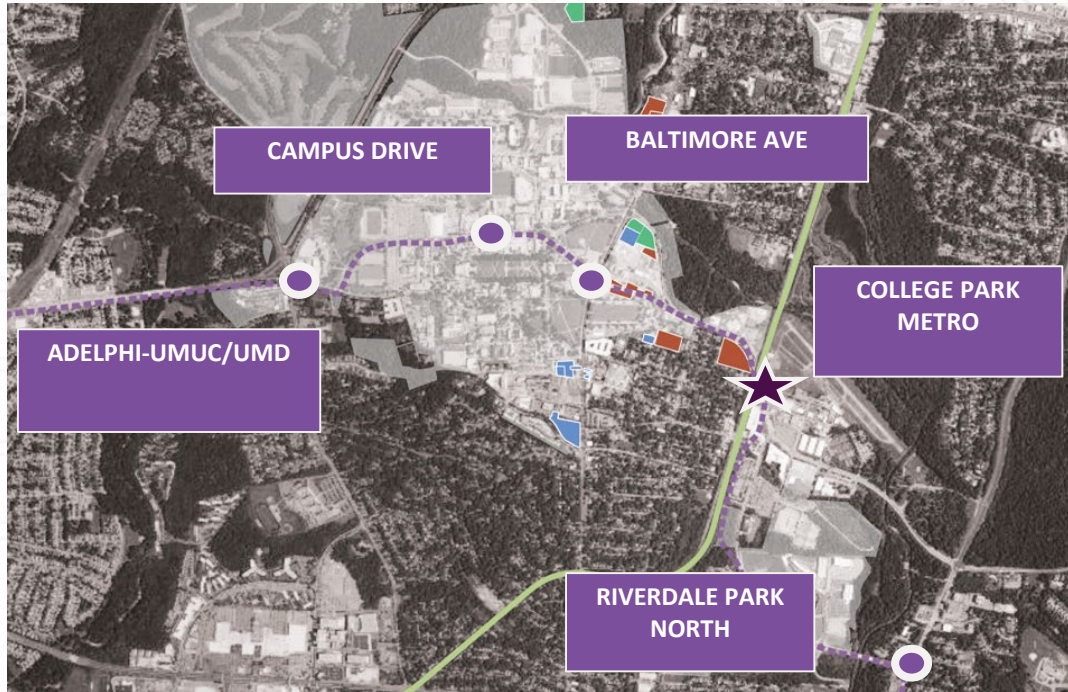 CAMPUS DRIVE
BALTIMORE AVE
COLLEGE PARK
METRO
ADELPHI-UMUC/UMD
RIVERDALE PARK
NORTH